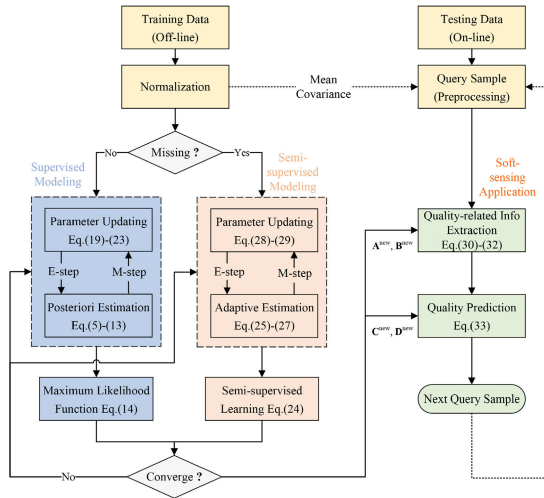 Training Data
(Off-line)
Testing Data
(On-line)
Normalization
Mean
Covariance
Query Sample
(Preprocessing)
No
Missing ?
Yes
Supervised
Modeling
Semi-
supervised
Modeling
Soft-
sensing
Application
Parameter Updating
Eq.(19)-(23)
E-step
M-step
Posteriori Estimation
Eq.(5)-(13)
Parameter Updating
Eq.(28)-(29)
E-step
M-step
Adaptive Estimation
Eq.(25)-(27)
Quality-related Info
Extraction
Eq.(30)-(32)
A^new, B^new
Quality Prediction
Eq.(33)
C^new, D^new
Maximum Likelihood
Function Eq.(14)
Semi-supervised
Learning Eq.(24)
Next Query Sample
No
Converge ?